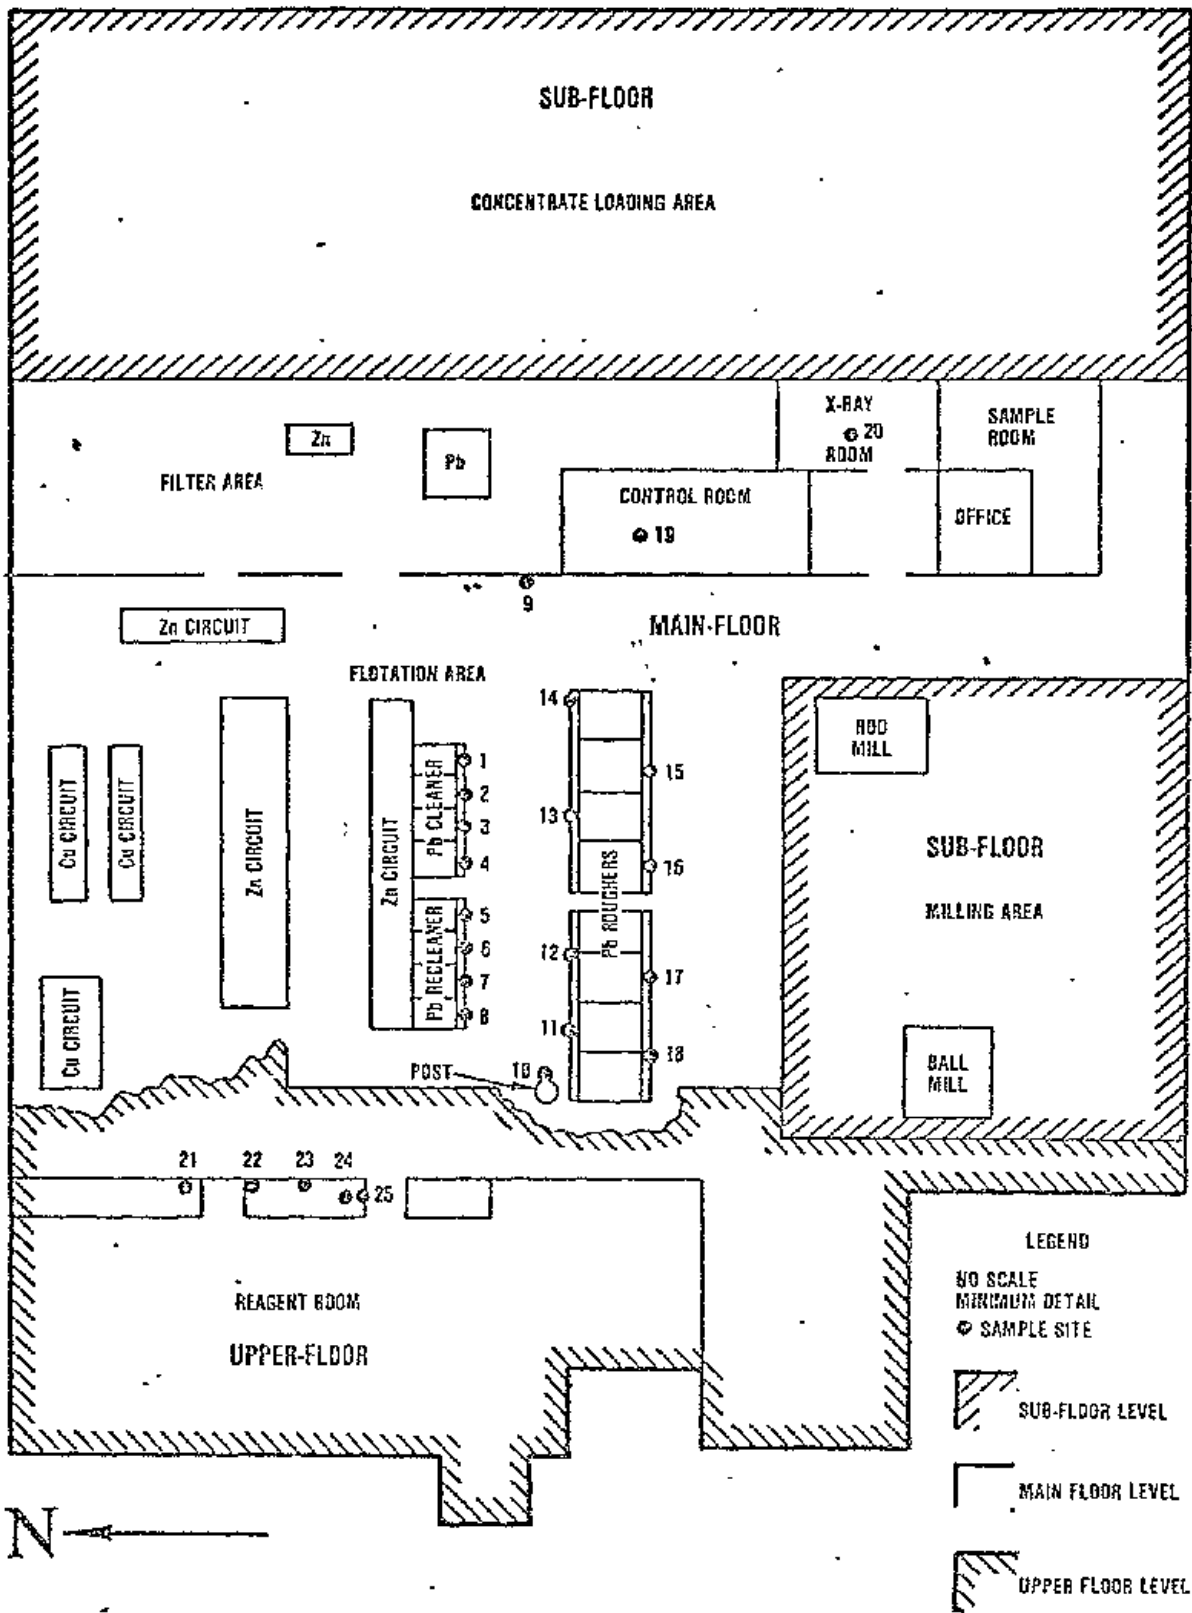 SUB-FLOOR
CONCENTRATE LOADING AREA
X-RAY
20
ROOM
SAMPLE
ROOM
Zn
Pb
FILTER AREA
CONTROL ROOM
19
OFFICE
9
Zn CIRCUIT
MAIN-FLOOR
FLOTATION AREA
14
ROD
MILL
1
2
3
4
5
6
7
8
15
13
16
12
17
11
18
Cu CIRCUIT
Cu CIRCUIT
Zn CIRCUIT
Zn CIRCUIT
Pb CLEANER
Pb RECLEANER
Pb ROUGHERS
SUB-FLOOR
MILLING AREA
Cu CIRCUIT
POST
10
BALL
MILL
21
22
23
24
25
REAGENT ROOM
UPPER-FLOOR
LEGEND
NO SCALE
MINIMUM DETAIL
SAMPLE SITE
SUB-FLOOR LEVEL
MAIN FLOOR LEVEL
UPPER FLOOR LEVEL
N